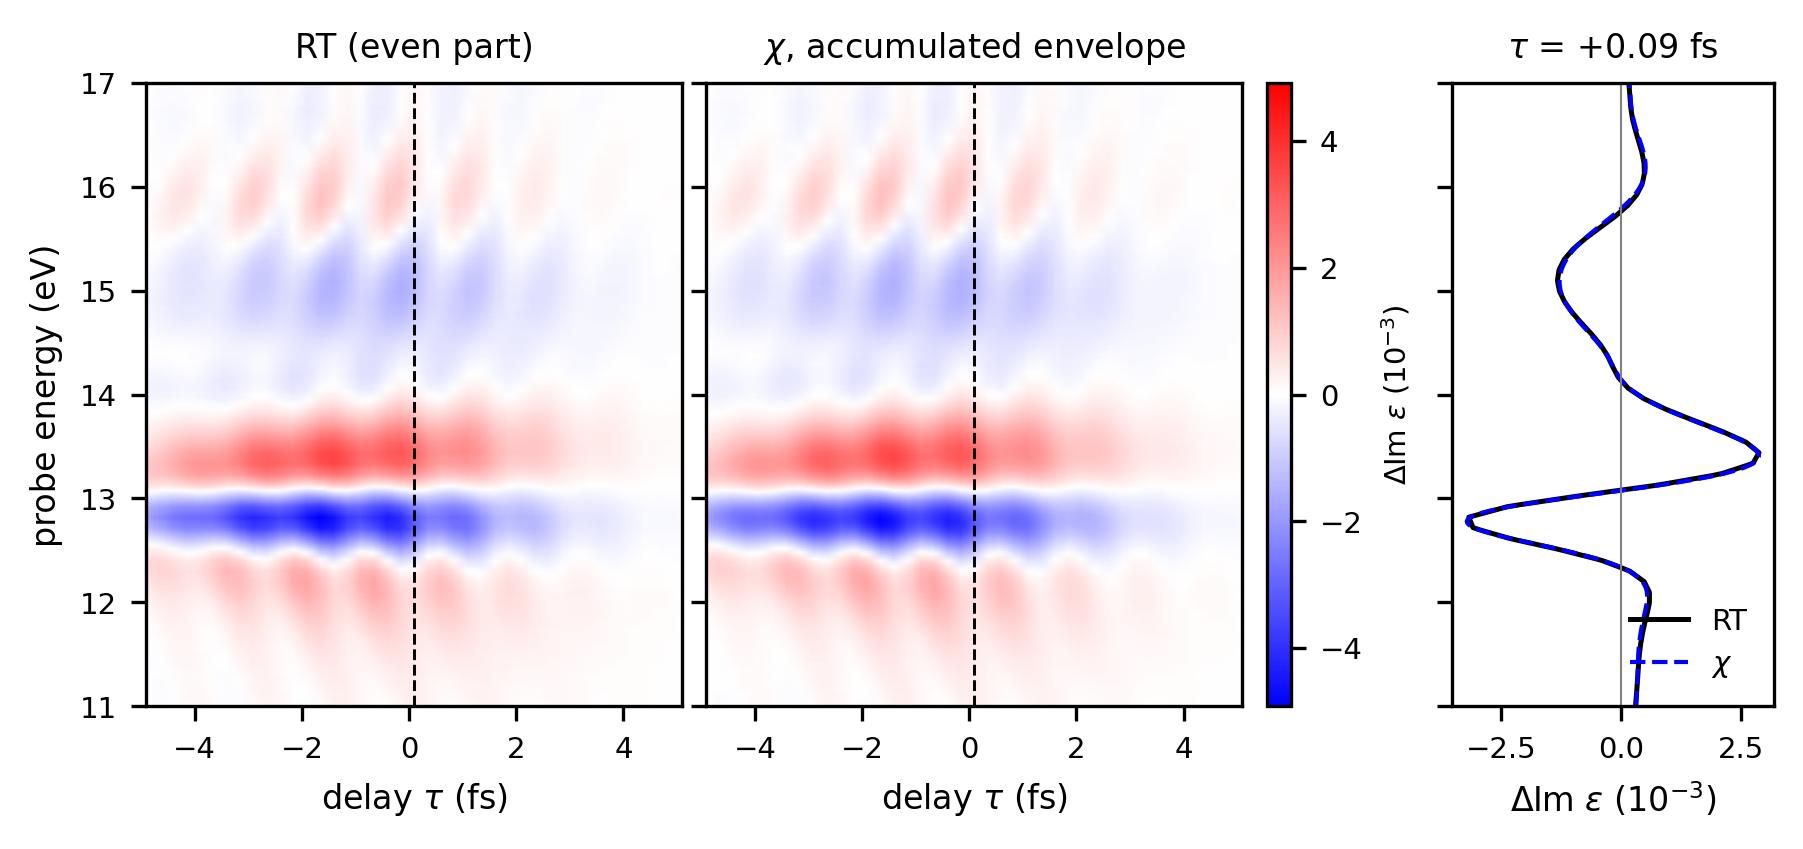 RT (even part)
χ, accumulated envelope
τ = +0.09 fs
probe energy (eV)
17
16
15
14
13
12
11
−4
−2
0
2
4
delay τ (fs)
−4
−2
0
2
4
delay τ (fs)
4
2
0
−2
−4
ΔIm ε (10⁻³)
RT
χ
−2.5
0.0
2.5
ΔIm ε (10⁻³)